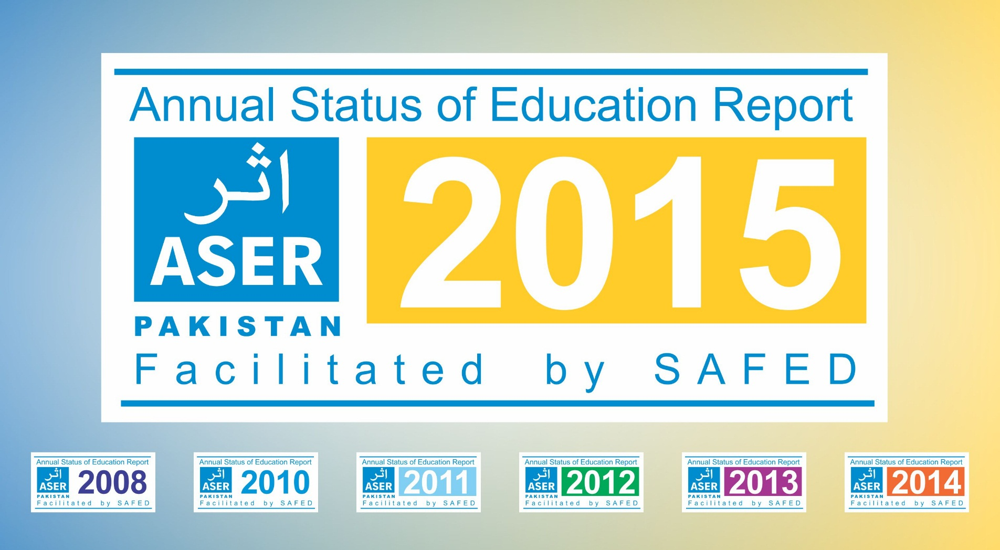 Annual Status of Education Report
اثر
ASER
2015
PAKISTAN
Facilitated by SAFED
Annual Status of Education Report
اثر
ASER
2008
PAKISTAN
Facilitated by SAFED
Annual Status of Education Report
اثر
ASER
2010
PAKISTAN
Facilitated by SAFED
Annual Status of Education Report
اثر
ASER
2011
PAKISTAN
Facilitated by SAFED
Annual Status of Education Report
اثر
ASER
2012
PAKISTAN
Facilitated by SAFED
Annual Status of Education Report
اثر
ASER
2013
PAKISTAN
Facilitated by SAFED
Annual Status of Education Report
اثر
ASER
2014
PAKISTAN
Facilitated by SAFED